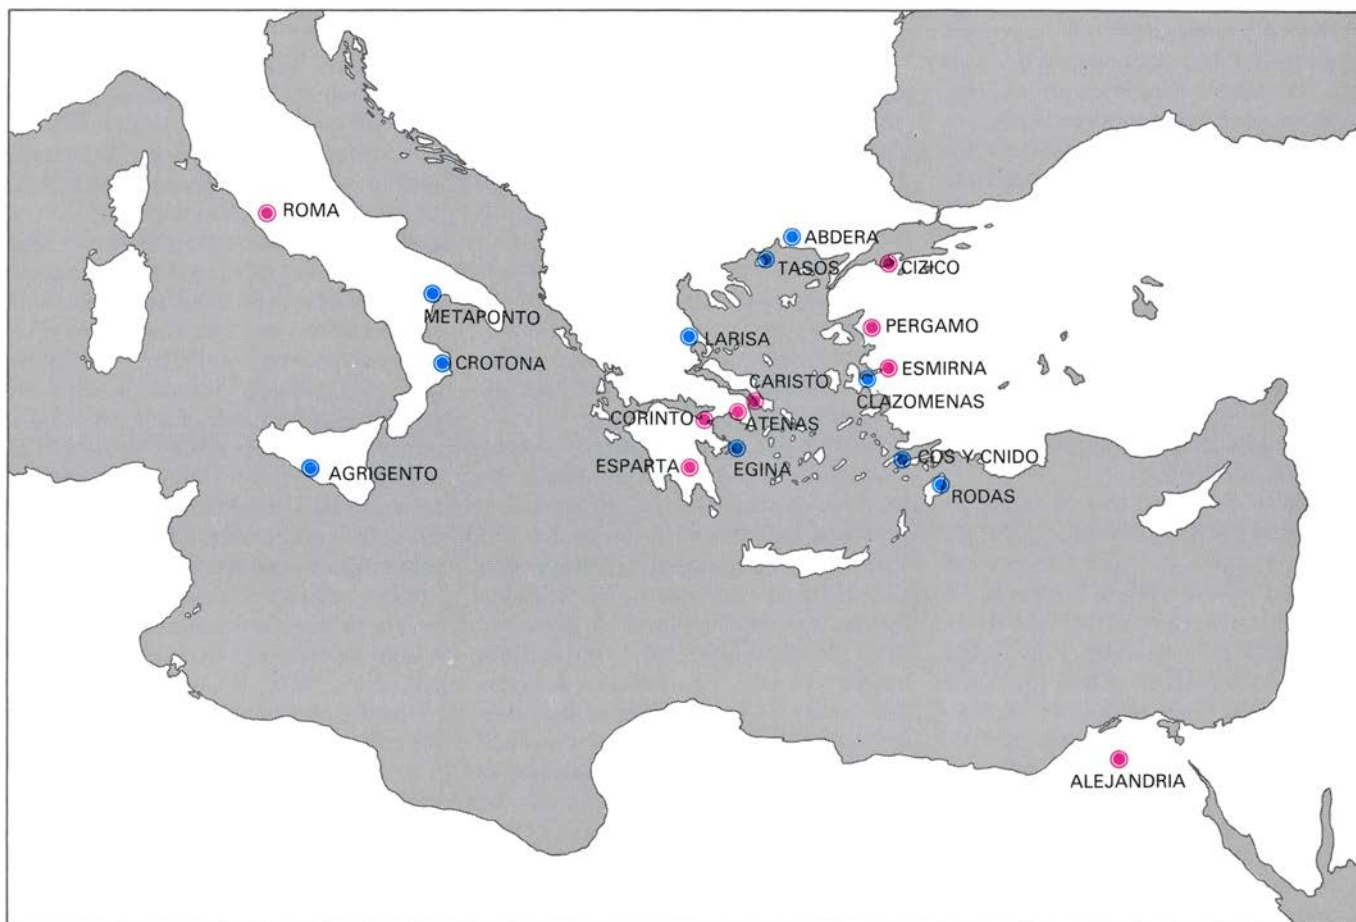 ROMA
ABDERA
TASOS
CIZICO
METAPONTO
PERGAMO
LARISA
CROTONA
ESMIRNA
CARISTO
CLAZOMENAS
CORINTO
ATENAS
COS Y CNIDO
ESPARTA
EGINA
AGRIGENTO
RODAS
ALEJANDRIA